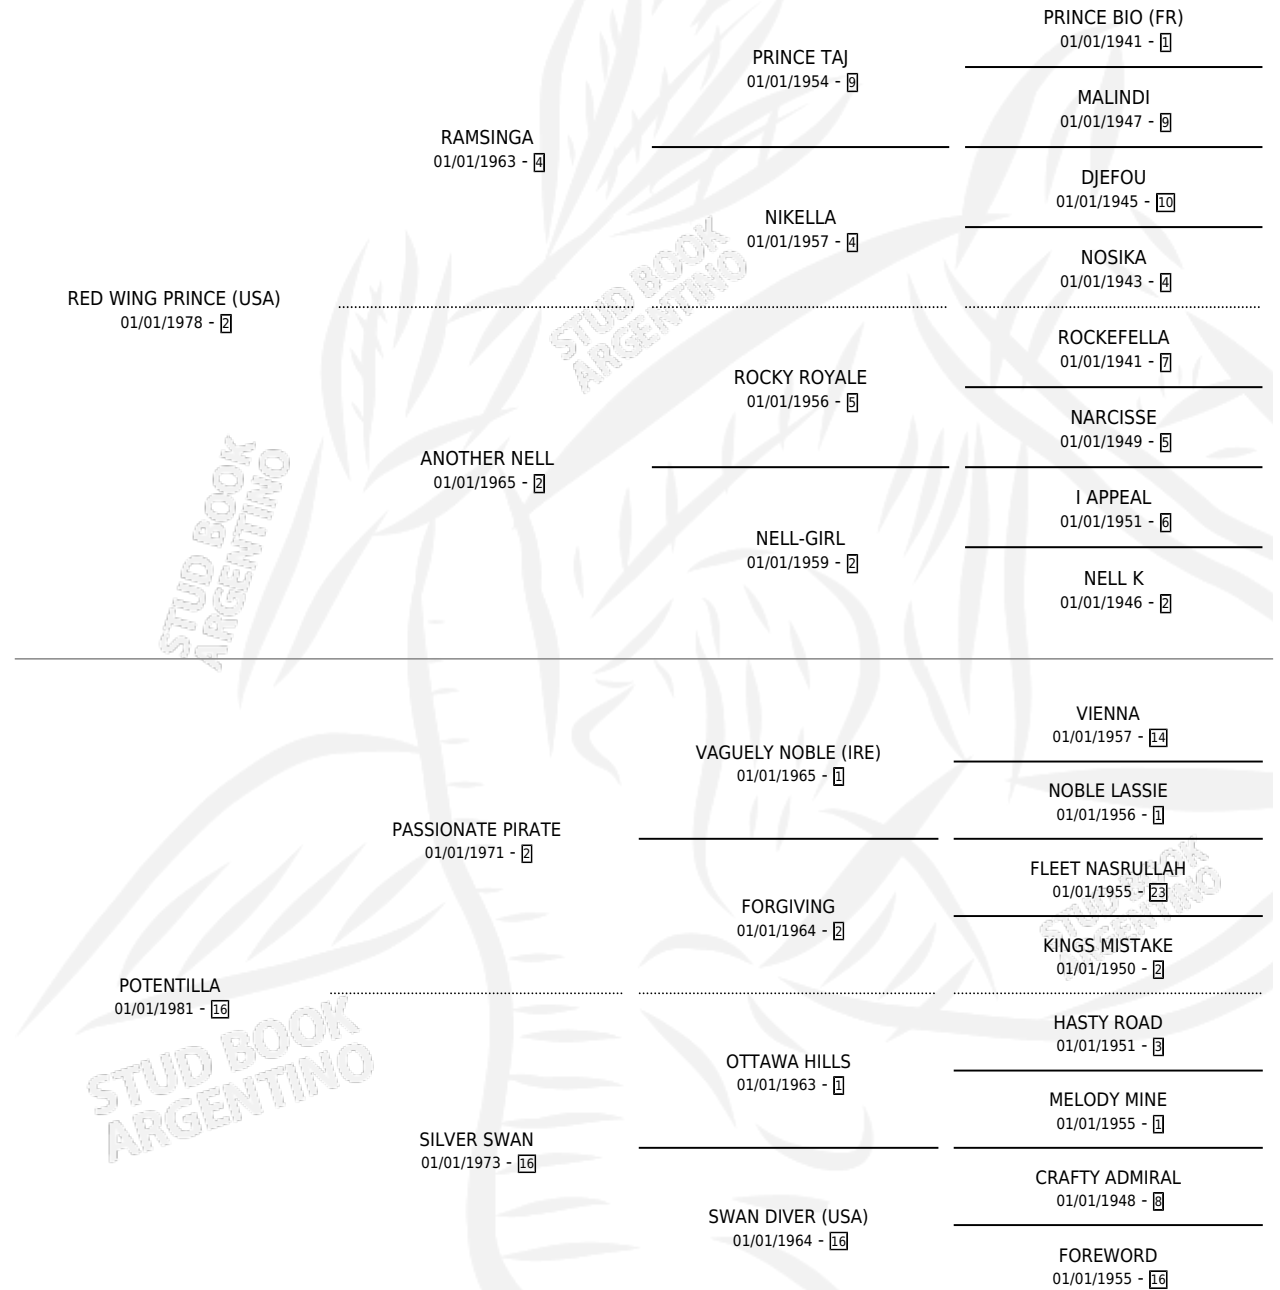 PRINCE BIO (FR)
01/01/1941 - 1
PRINCE TAJ
01/01/1954 - 9
MALINDI
01/01/1947 - 9
RAMSINGA
01/01/1963 - 4
DJEFOU
01/01/1945 - 10
NIKELLA
01/01/1957 - 4
NOSIKA
01/01/1943 - 4
RED WING PRINCE (USA)
01/01/1978 - 2
ROCKEFELLA
01/01/1941 - 7
ROCKY ROYALE
01/01/1956 - 5
NARCISSE
01/01/1949 - 5
ANOTHER NELL
01/01/1965 - 2
I APPEAL
01/01/1951 - 6
NELL-GIRL
01/01/1959 - 2
NELL K
01/01/1946 - 2
VIENNA
01/01/1957 - 14
VAGUELY NOBLE (IRE)
01/01/1965 - 1
NOBLE LASSIE
01/01/1956 - 1
PASSIONATE PIRATE
01/01/1971 - 2
FLEET NASRULLAH
01/01/1955 - 23
FORGIVING
01/01/1964 - 2
KINGS MISTAKE
01/01/1950 - 2
POTENTILLA
01/01/1981 - 16
HASTY ROAD
01/01/1951 - 3
OTTAWA HILLS
01/01/1963 - 1
MELODY MINE
01/01/1955 - 1
SILVER SWAN
01/01/1973 - 16
CRAFTY ADMIRAL
01/01/1948 - 8
SWAN DIVER (USA)
01/01/1964 - 16
FOREWORD
01/01/1955 - 16
STUD BOOK
ARGENTINO
STUD BOOK
ARGENTINO
STUD BOOK
ARGENTINO
STUD BOOK
ARGENTINO